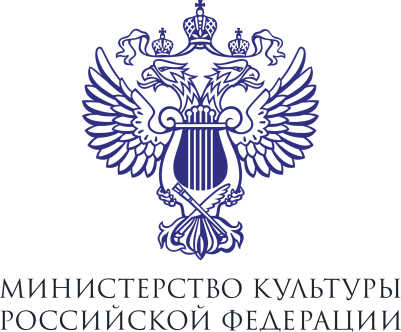 МИНИСТЕРСТВО КУЛЬТУРЫ
РОССИЙСКОЙ ФЕДЕРАЦИИ